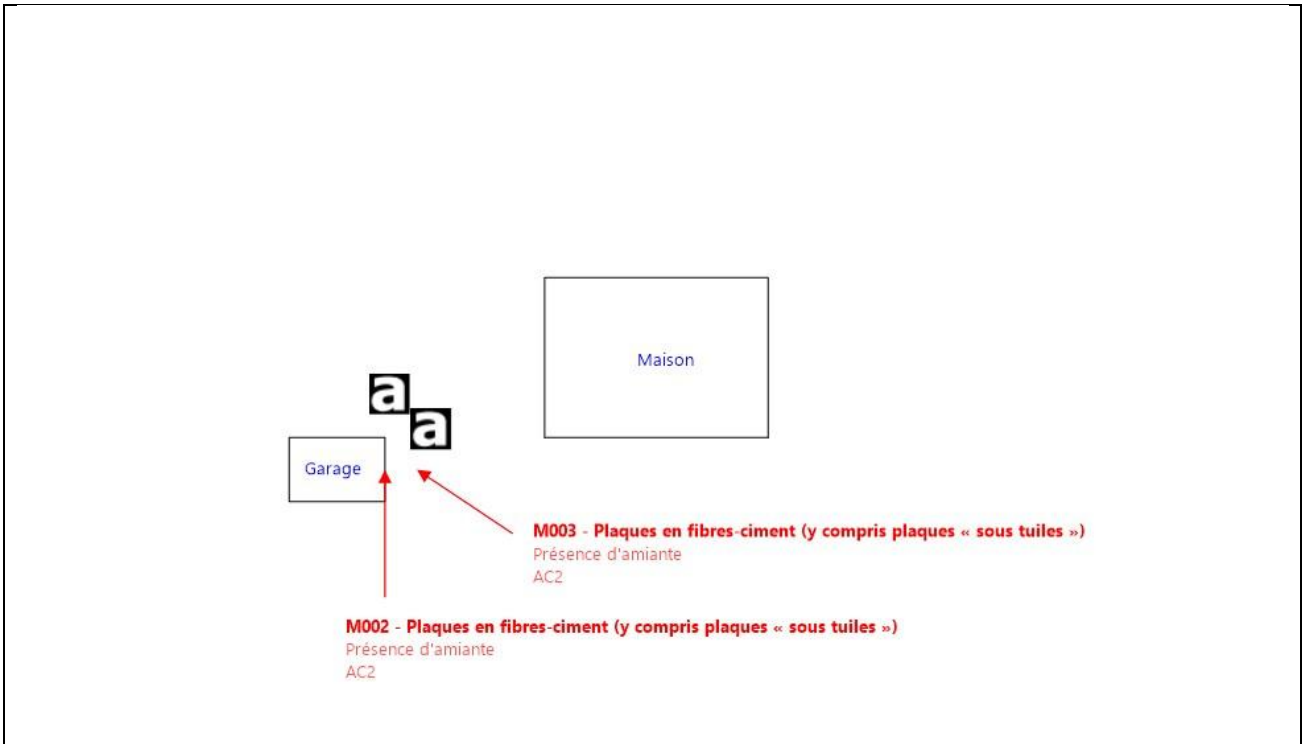 Maison
a
a
Garage
M003 - Plaques en fibres-ciment (y compris plaques « sous tuiles »)
Présence d'amiante
AC2
M002 - Plaques en fibres-ciment (y compris plaques « sous tuiles »)
Présence d'amiante
AC2